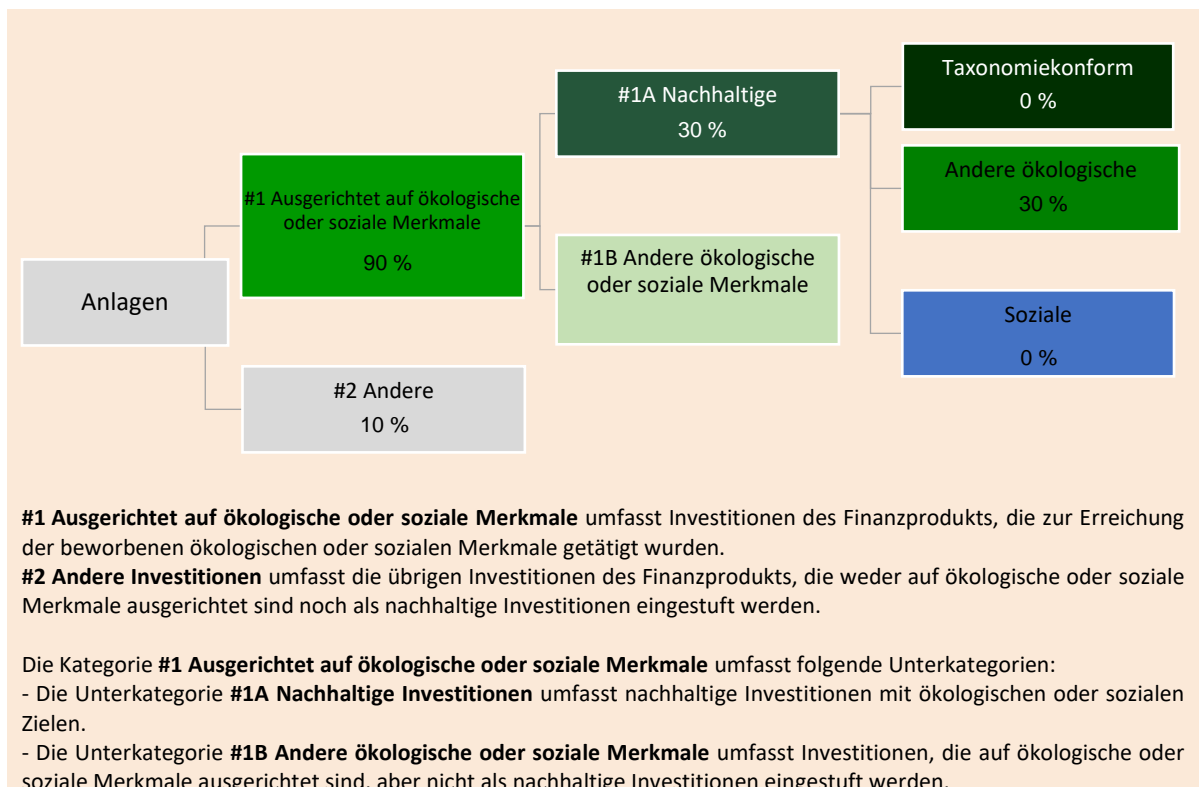 Anlagen
#1 Ausgerichtet auf ökologische
oder soziale Merkmale
90 %
#2 Andere
10 %
#1A Nachhaltige
30 %
#1B Andere ökologische
oder soziale Merkmale
Taxonomiekonform
0 %
Andere ökologische
30 %
Soziale
0 %
#1 Ausgerichtet auf ökologische oder soziale Merkmale umfasst Investitionen des Finanzprodukts, die zur Erreichung
der beworbenen ökologischen oder sozialen Merkmale getätigt wurden.
#2 Andere Investitionen umfasst die übrigen Investitionen des Finanzprodukts, die weder auf ökologische oder soziale
Merkmale ausgerichtet sind noch als nachhaltige Investitionen eingestuft werden.
Die Kategorie #1 Ausgerichtet auf ökologische oder soziale Merkmale umfasst folgende Unterkategorien:
- Die Unterkategorie #1A Nachhaltige Investitionen umfasst nachhaltige Investitionen mit ökologischen oder sozialen
Zielen.
- Die Unterkategorie #1B Andere ökologische oder soziale Merkmale umfasst Investitionen, die auf ökologische oder
soziale Merkmale ausgerichtet sind, aber nicht als nachhaltige Investitionen eingestuft werden.